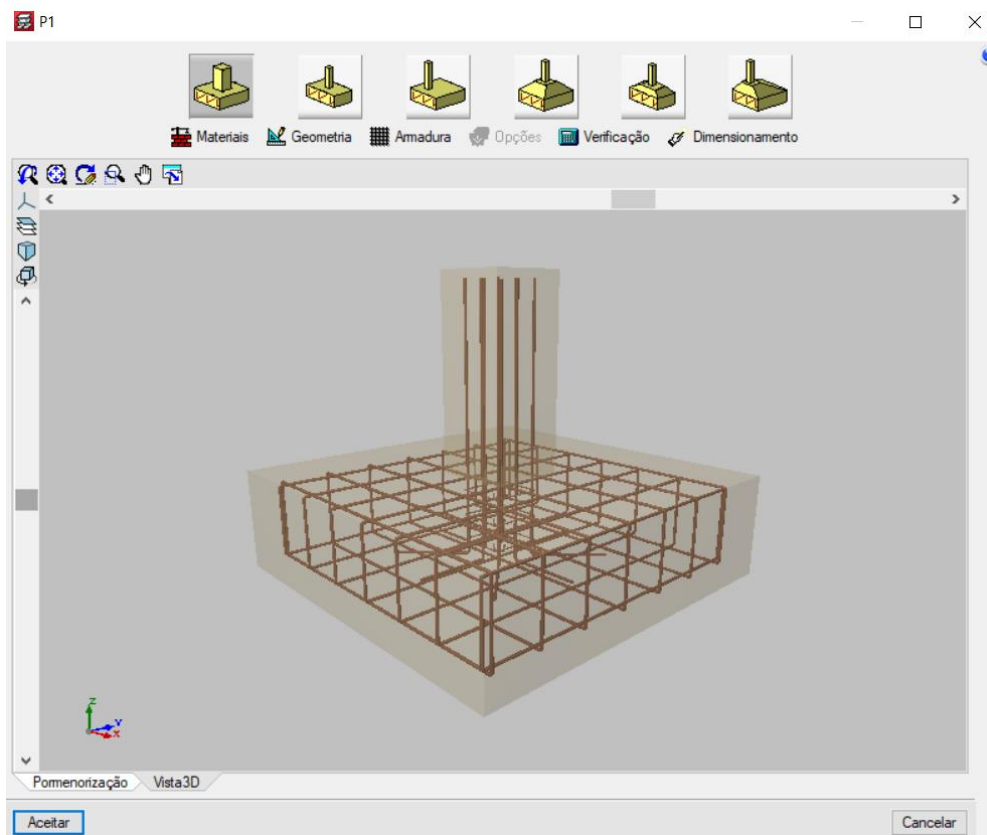 P1
Materiais Geometria Armadura Opções Verificação Dimensionamento
Z
Y
X
Pormenorização Vista3D
Aceitar Cancelar